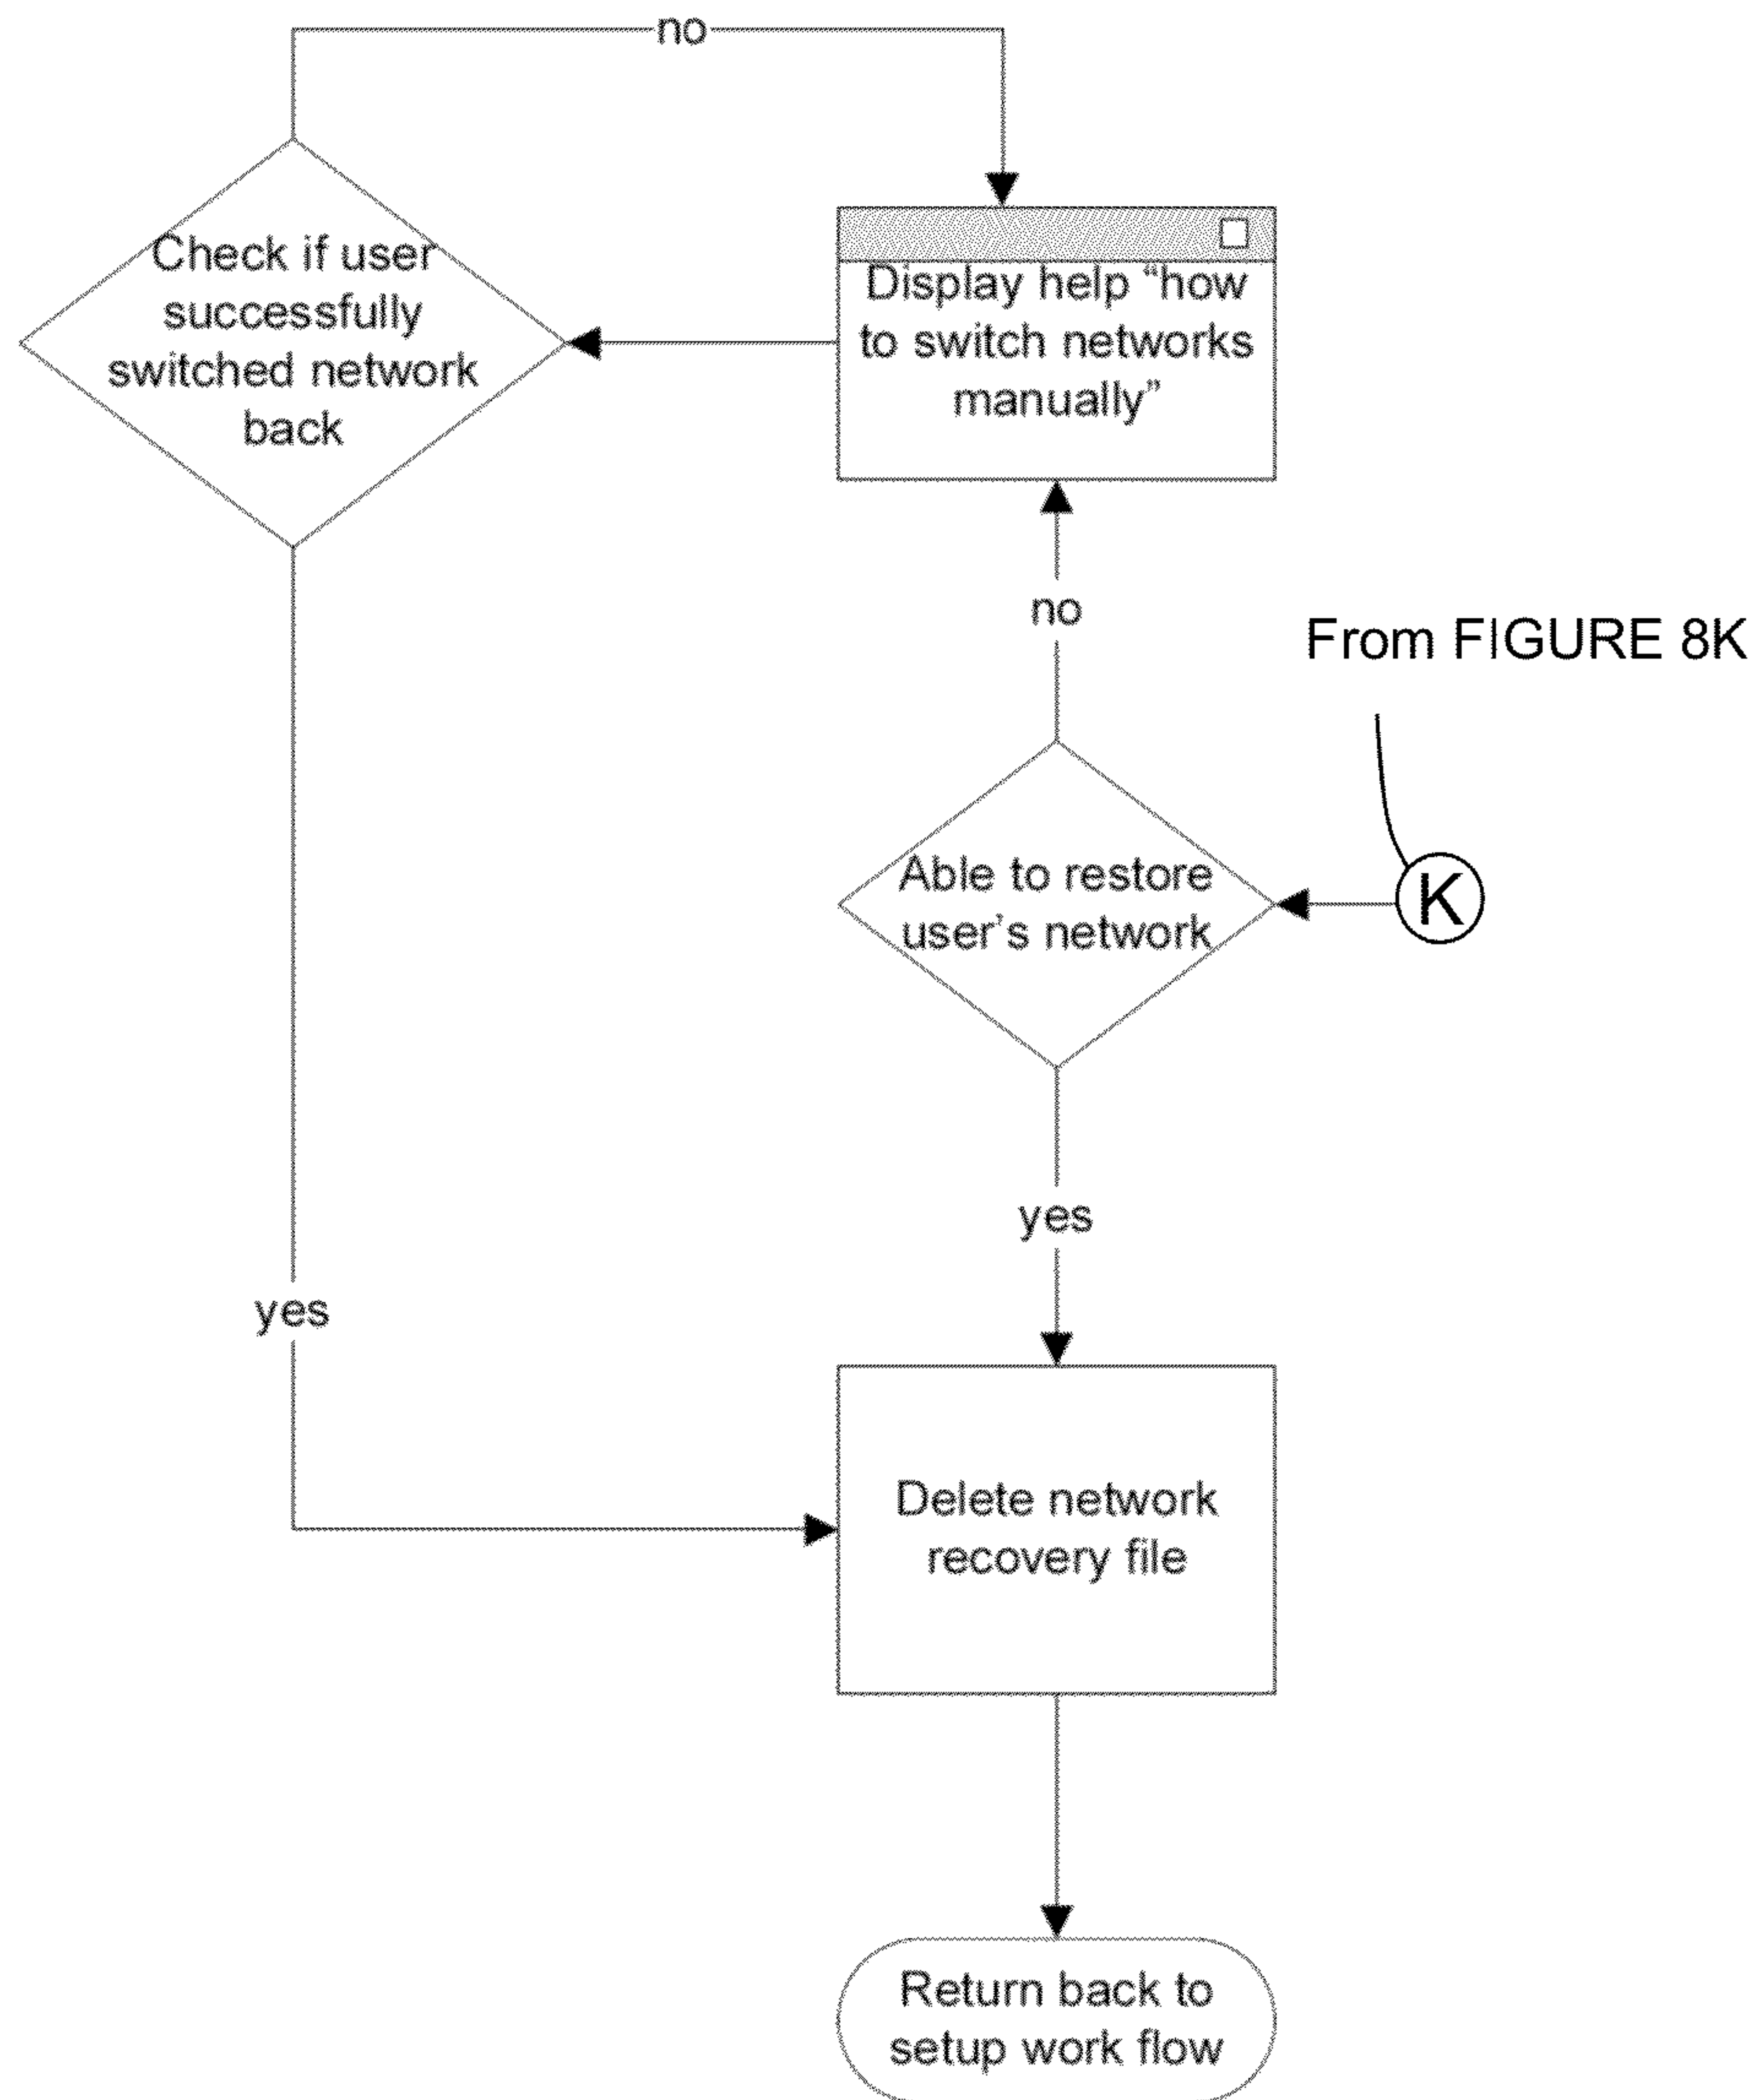 no
Check if user
successfully
switched network
back
Display help “how
to switch networks
manually”
no
From FIGURE 8K
Able to restore
user’s network
K
yes
yes
Delete network
recovery file
Return back to
setup work flow